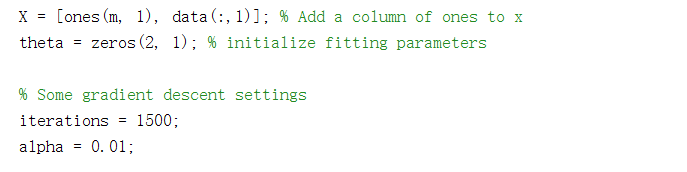 X = [ones(m, 1), data(:,1)]; % Add a column of ones to x
theta = zeros(2, 1); % initialize fitting parameters
% Some gradient descent settings
iterations = 1500;
alpha = 0.01;